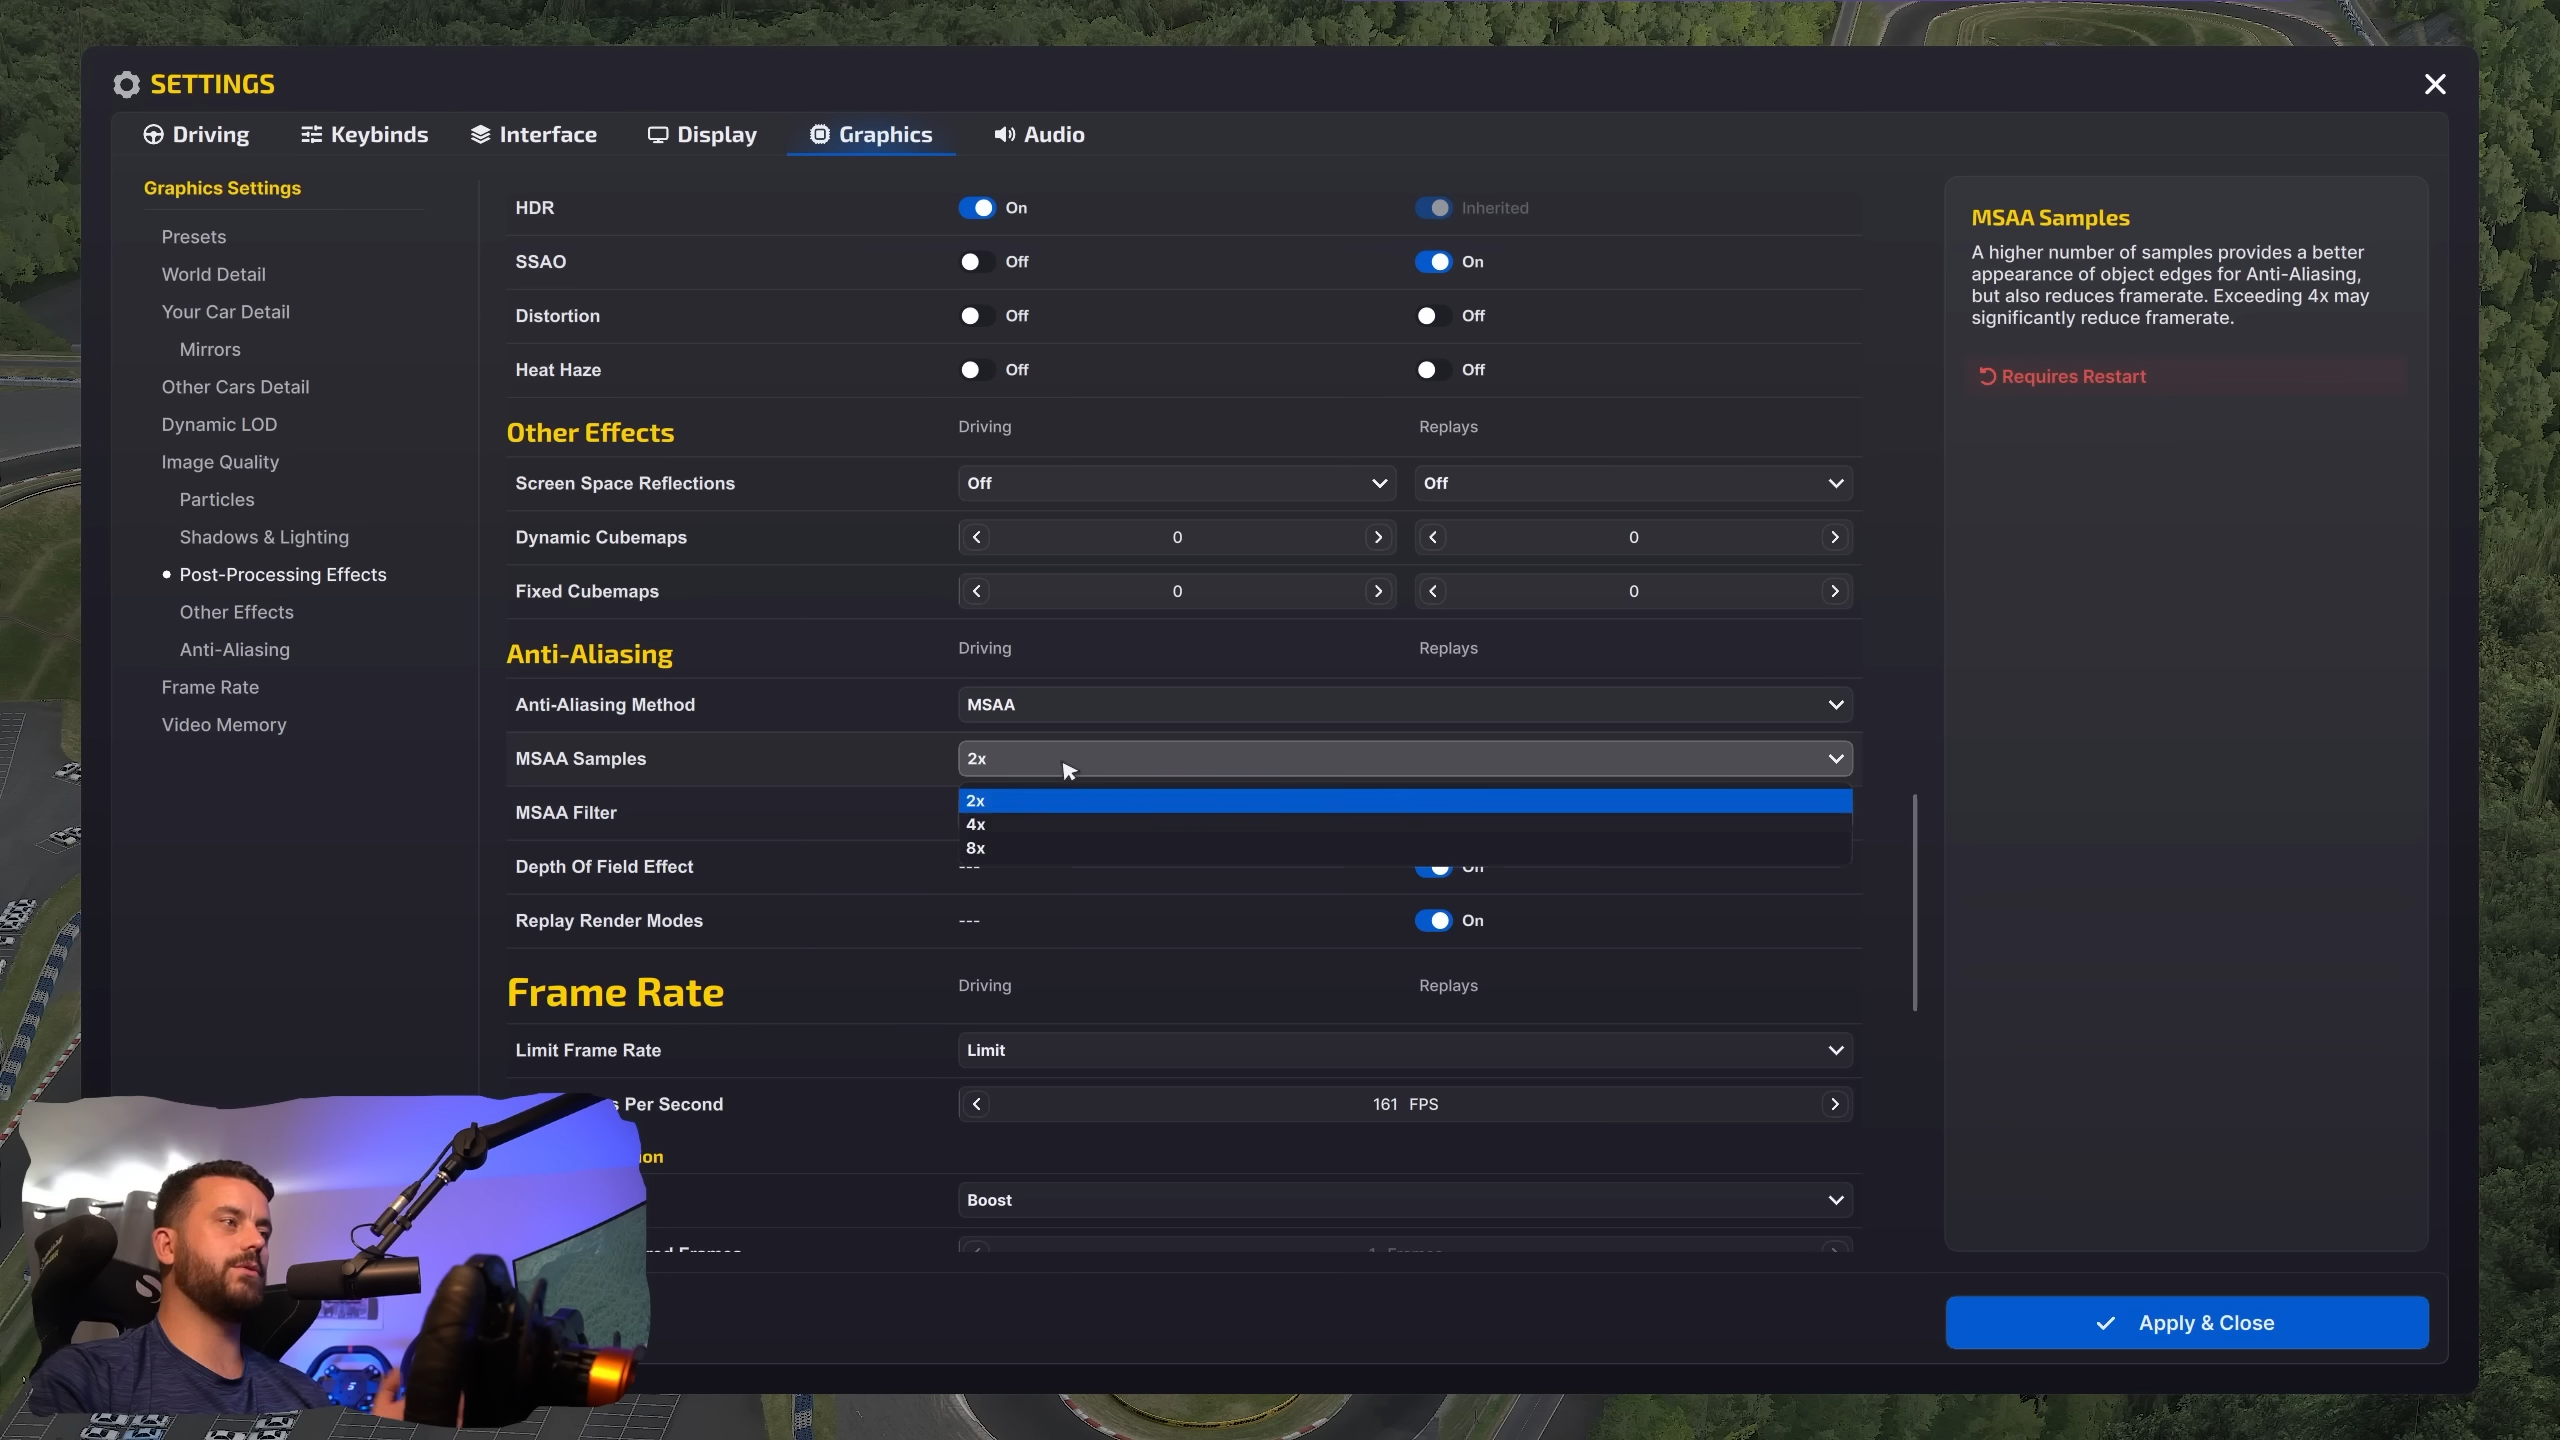 SETTINGS
Driving Keybinds Interface Display Graphics Audio
Graphics Settings
Presets
World Detail
Your Car Detail
Mirrors
Other Cars Detail
Dynamic LOD
Image Quality
Particles
Shadows & Lighting
Post-Processing Effects
Other Effects
Anti-Aliasing
Frame Rate
Video Memory
HDR On Inherited
SSAO Off On
Distortion Off Off
Heat Haze Off Off
Other Effects Driving Replays
Screen Space Reflections Off Off
Dynamic Cubemaps 0 0
Fixed Cubemaps 0 0
Anti-Aliasing Driving Replays
Anti-Aliasing Method MSAA
MSAA Samples 2x
2x
MSAA Filter
4x
8x
Depth Of Field Effect --- On
Replay Render Modes --- On
Frame Rate Driving Replays
Limit Frame Rate Limit
Per Second 161 FPS
Boost
MSAA Samples
A higher number of samples provides a better
appearance of object edges for Anti-Aliasing,
but also reduces framerate. Exceeding 4x may
significantly reduce framerate.
Requires Restart
Apply & Close